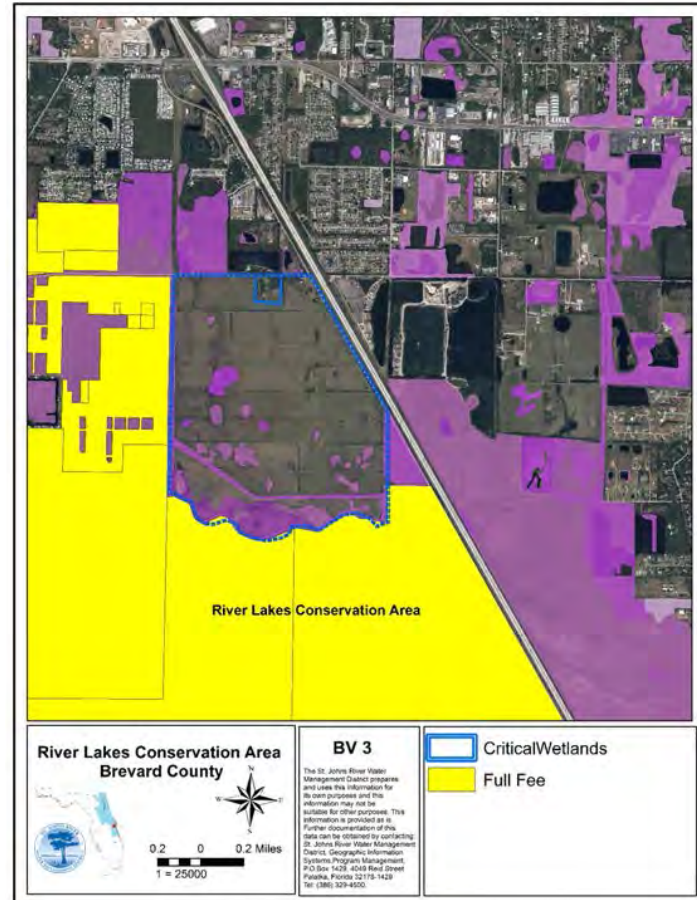 River Lakes Conservation Area
River Lakes Conservation Area
Brevard County
N
W
E
S
0.2
0
0.2 Miles
1 = 25000
BV 3
The St. Johns River Water
Management District prepares
and uses this information for
its own purposes and this
information may not be
suitable for other purposes. This
information is provided as is.
Further documentation of this
data can be obtained by contacting:
St. Johns River Water Management
District, Geographic Information
Systems,Program Management,
P.O.Box 1429, 4049 Reid Street
Palatka, Florida 32178-1429
Tel: (386) 329-4500.
CriticalWetlands
Full Fee